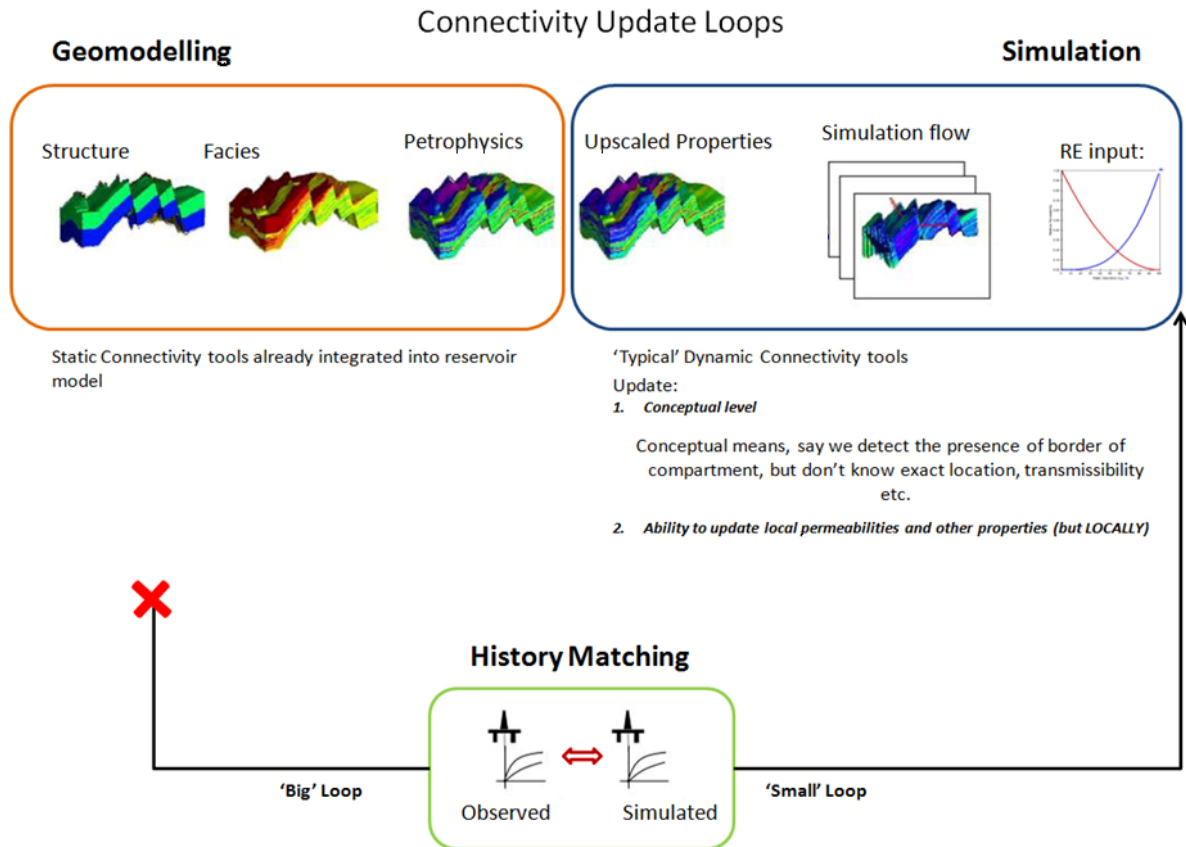 Connectivity Update Loops
Geomodelling
Simulation
Structure
Facies
Petrophysics
Upscaled Properties
Simulation flow
RE input:
Static Connectivity tools already integrated into reservoir
model
‘Typical’ Dynamic Connectivity tools
Update:
1. Conceptual level
Conceptual means, say we detect the presence of border of
compartment, but don’t know exact location, transmissibility
etc.
2. Ability to update local permeabilities and other properties (but LOCALLY)
History Matching
Observed
Simulated
‘Big’ Loop
‘Small’ Loop